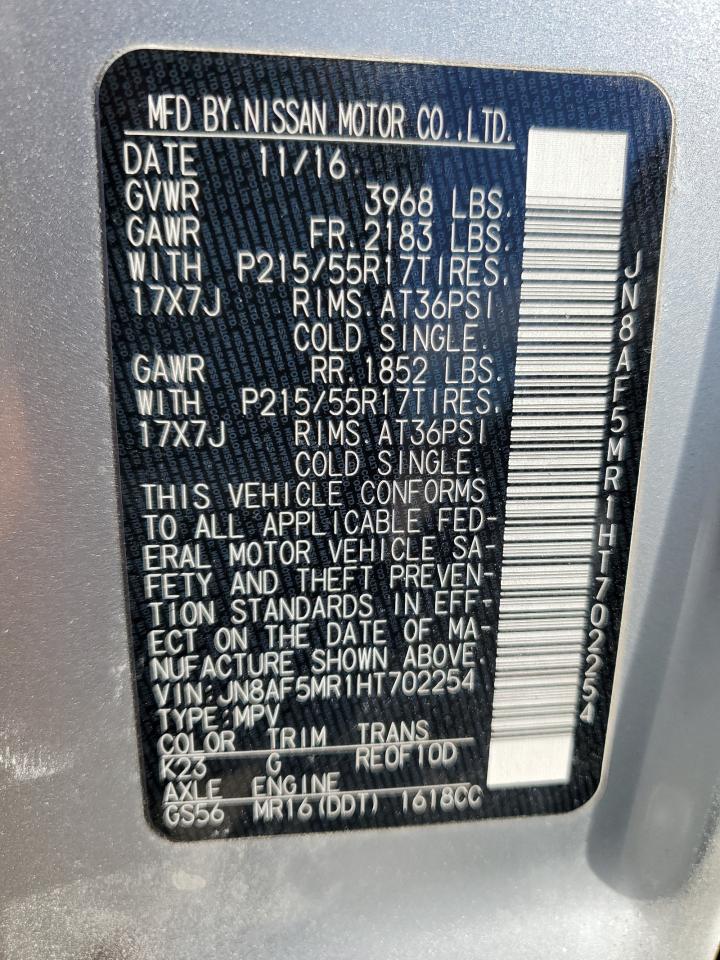 MFD BY.NISSAN MOTOR CO.,LTD.
DATE 11/16
GVWR 3968 LBS.
GAWR FR.2183 LBS.
WITH P215/55R17TIRES,
17X7J RIMS.AT36PSI
COLD SINGLE.
GAWR RR.1852 LBS.
WITH P215/55R17TIRES,
17X7J RIMS.AT36PSI
COLD SINGLE.
THIS VEHICLE CONFORMS
TO ALL APPLICABLE FED-
ERAL MOTOR VEHICLE SA-
FETY AND THEFT PREVEN-
TION STANDARDS IN EFF-
ECT ON THE DATE OF MA-
NUFACTURE SHOWN ABOVE.
VIN:JN8AF5MR1HT702254
TYPE:MPV
COLOR TRIM TRANS
K23 G RE0F10D
AXLE ENGINE
GS56 MR16(DDT) 1618CC
JN8AF5MR1HT702254